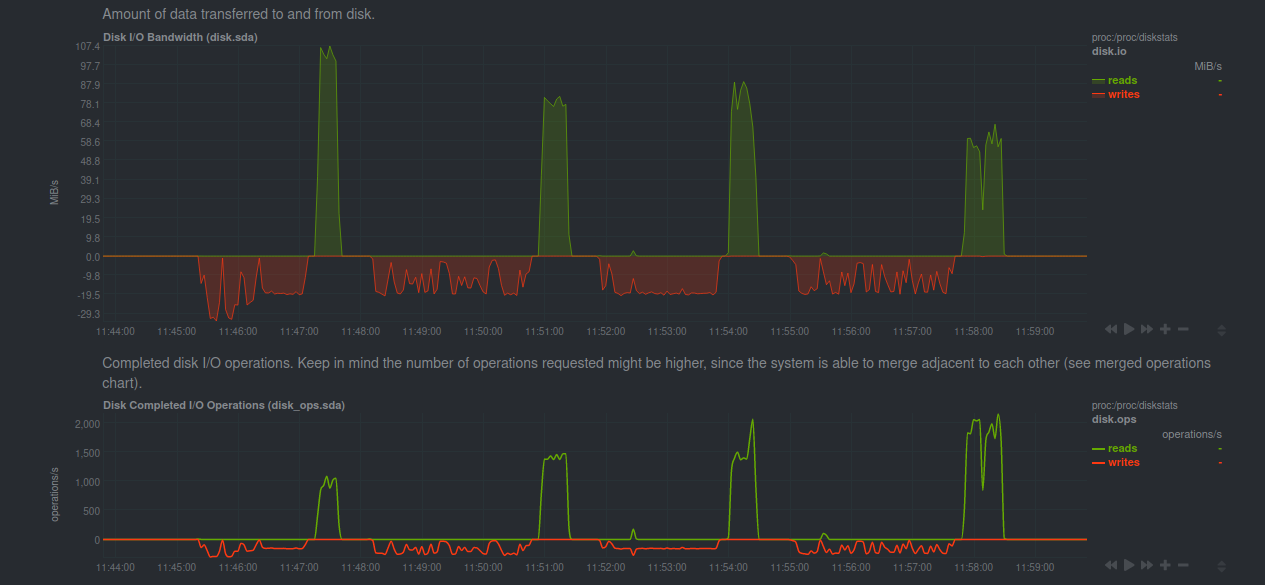 Amount of data transferred to and from disk.
Disk I/O Bandwidth (disk.sda)
proc:/proc/diskstats
disk.io
MiB/s
reads -
writes -
MiB/s
107.4
97.7
87.9
78.1
68.4
58.6
48.8
39.1
29.3
19.5
9.8
0.0
-9.8
-19.5
-29.3
11:44:00 11:45:00 11:46:00 11:47:00 11:48:00 11:49:00 11:50:00 11:51:00 11:52:00 11:53:00 11:54:00 11:55:00 11:56:00 11:57:00 11:58:00 11:59:00
Completed disk I/O operations. Keep in mind the number of operations requested might be higher, since the system is able to merge adjacent to each other (see merged operations
chart).
Disk Completed I/O Operations (disk_ops.sda)
proc:/proc/diskstats
disk.ops
operations/s
reads -
writes -
operations/s
2,000
1,500
1,000
500
0
11:44:00 11:45:00 11:46:00 11:47:00 11:48:00 11:49:00 11:50:00 11:51:00 11:52:00 11:53:00 11:54:00 11:55:00 11:56:00 11:57:00 11:58:00 11:59:00